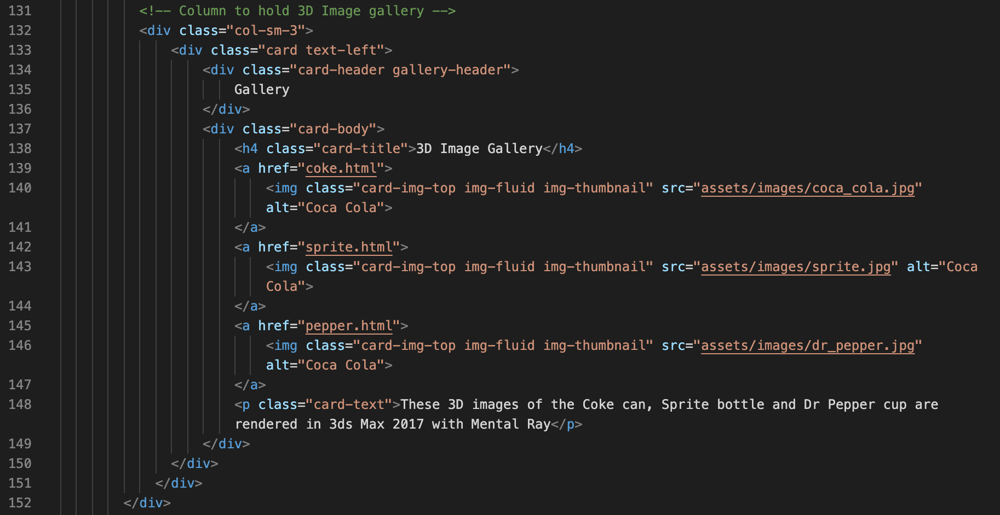 131 <!-- Column to hold 3D Image gallery -->
132 <div class="col-sm-3">
133 <div class="card text-left">
134 <div class="card-header gallery-header">
135 Gallery
136 </div>
137 <div class="card-body">
138 <h4 class="card-title">3D Image Gallery</h4>
139 <a href="coke.html">
140 <img class="card-img-top img-fluid img-thumbnail" src="assets/images/coca_cola.jpg"
alt="Coca Cola">
141 </a>
142 <a href="sprite.html">
143 <img class="card-img-top img-fluid img-thumbnail" src="assets/images/sprite.jpg" alt="Coca
Cola">
144 </a>
145 <a href="pepper.html">
146 <img class="card-img-top img-fluid img-thumbnail" src="assets/images/dr_pepper.jpg"
alt="Coca Cola">
147 </a>
148 <p class="card-text">These 3D images of the Coke can, Sprite bottle and Dr Pepper cup are
rendered in 3ds Max 2017 with Mental Ray</p>
149 </div>
150 </div>
151 </div>
152 </div>